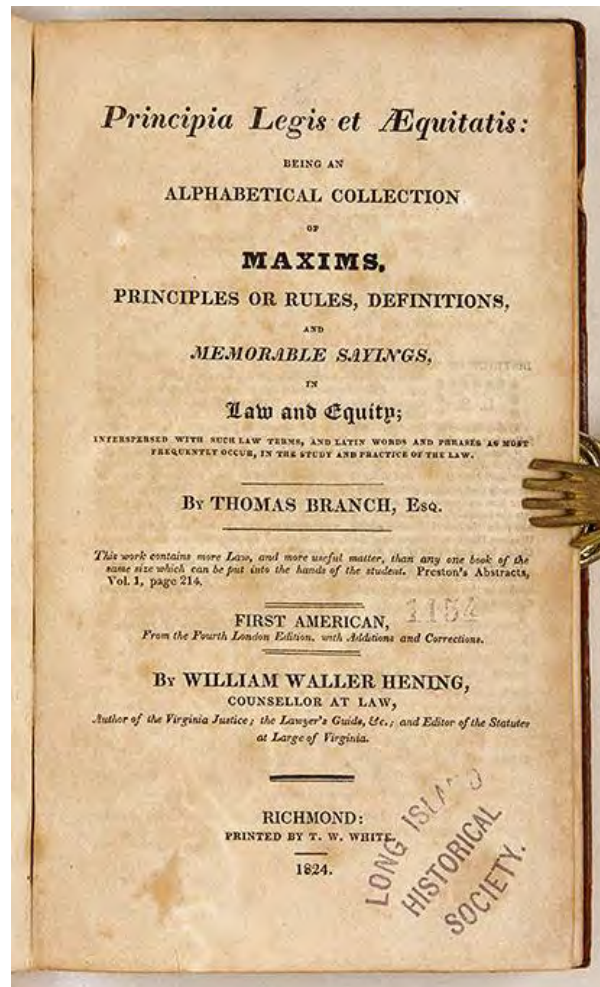 Principia Legis et Æquitatis:
BEING AN
ALPHABETICAL COLLECTION
OF
MAXIMS,
PRINCIPLES OR RULES, DEFINITIONS,
AND
MEMORABLE SAYINGS,
IN
Law and Equity;
INTERSPERSED WITH SUCH LAW TERMS, AND LATIN WORDS AND PHRASES AS MOST
FREQUENTLY OCCUR, IN THE STUDY AND PRACTICE OF THE LAW.
By THOMAS BRANCH, Esq.
This work contains more Law, and more useful matter, than any one book of the
same size which can be put into the hands of the student. Preston's Abstracts,
Vol. 1, page 214.
1154
FIRST AMERICAN,
From the Fourth London Edition. with Additions and Corrections.
By WILLIAM WALLER HENING,
COUNSELLOR AT LAW,
Author of the Virginia Justice; the Lawyer's Guide, &c.; and Editor of the Statutes
at Large of Virginia.
RICHMOND:
PRINTED BY T. W. WHITE.
1824.
LONG ISLAND
HISTORICAL
SOCIETY.